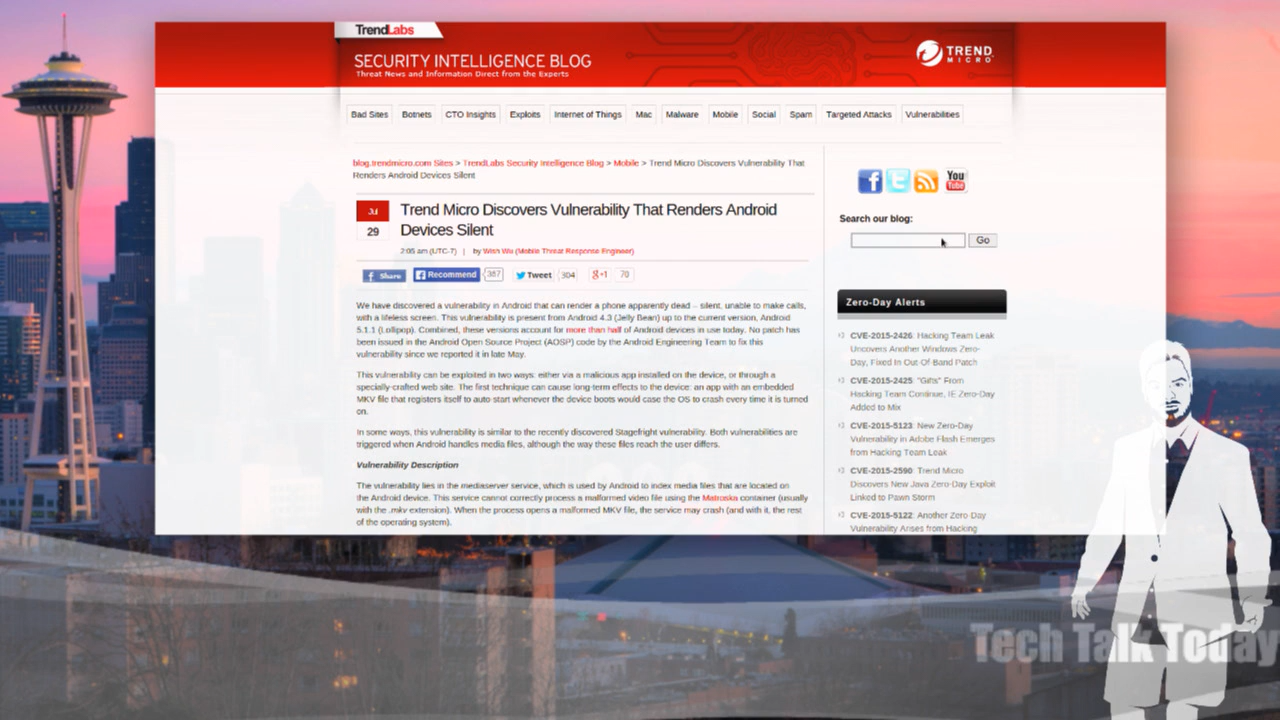 TrendLabs
SECURITY INTELLIGENCE BLOG
Threat News and Information Direct from the Experts
TREND
MICRO
Bad Sites Botnets CTO Insights Exploits Internet of Things Mac Malware Mobile Social Spam Targeted Attacks Vulnerabilities
blog.trendmicro.com Sites > TrendLabs Security Intelligence Blog > Mobile > Trend Micro Discovers Vulnerability That
Renders Android Devices Silent
Jul
29
Trend Micro Discovers Vulnerability That Renders Android
Devices Silent
2:05 am (UTC-7) | by Wish Wu (Mobile Threat Response Engineer)
Share Recommend 367 Tweet 304 +1 70
We have discovered a vulnerability in Android that can render a phone apparently dead – silent, unable to make calls,
with a lifeless screen. This vulnerability is present from Android 4.3 (Jelly Bean) up to the current version, Android
5.1.1 (Lollipop). Combined, these versions account for more than half of Android devices in use today. No patch has
been issued in the Android Open Source Project (AOSP) code by the Android Engineering Team to fix this
vulnerability since we reported it in late May.
This vulnerability can be exploited in two ways: either via a malicious app installed on the device, or through a
specially-crafted web site. The first technique can cause long-term effects to the device: an app with an embedded
MKV file that registers itself to auto-start whenever the device boots would case the OS to crash every time it is turned
on.
In some ways, this vulnerability is similar to the recently discovered Stagefright vulnerability. Both vulnerabilities are
triggered when Android handles media files, although the way these files reach the user differs.
Vulnerability Description
The vulnerability lies in the mediaserver service, which is used by Android to index media files that are located on
the Android device. This service cannot correctly process a malformed video file using the Matroska container (usually
with the .mkv extension). When the process opens a malformed MKV file, the service may crash (and with it, the rest
of the operating system).
You
Tube
Search our blog:
Go
Zero-Day Alerts
CVE-2015-2426: Hacking Team Leak
Uncovers Another Windows Zero-
Day, Fixed In Out-Of-Band Patch
CVE-2015-2425: "Gifts" From
Hacking Team Continue, IE Zero-Day
Added to Mix
CVE-2015-5123: New Zero-Day
Vulnerability in Adobe Flash Emerges
from Hacking Team Leak
CVE-2015-2590: Trend Micro
Discovers New Java Zero-Day Exploit
Linked to Pawn Storm
CVE-2015-5122: Another Zero-Day
Vulnerability Arises from Hacking
Tech Talk Today